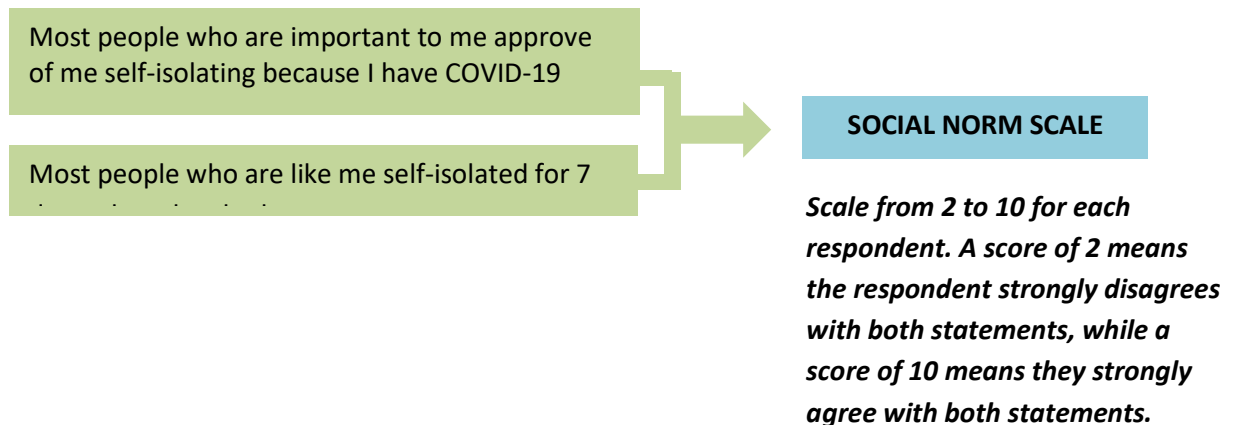 Most people who are important to me approve
of me self-isolating because I have COVID-19
Most people who are like me self-isolated for 7
SOCIAL NORM SCALE
Scale from 2 to 10 for each
respondent. A score of 2 means
the respondent strongly disagrees
with both statements, while a
score of 10 means they strongly
agree with both statements.